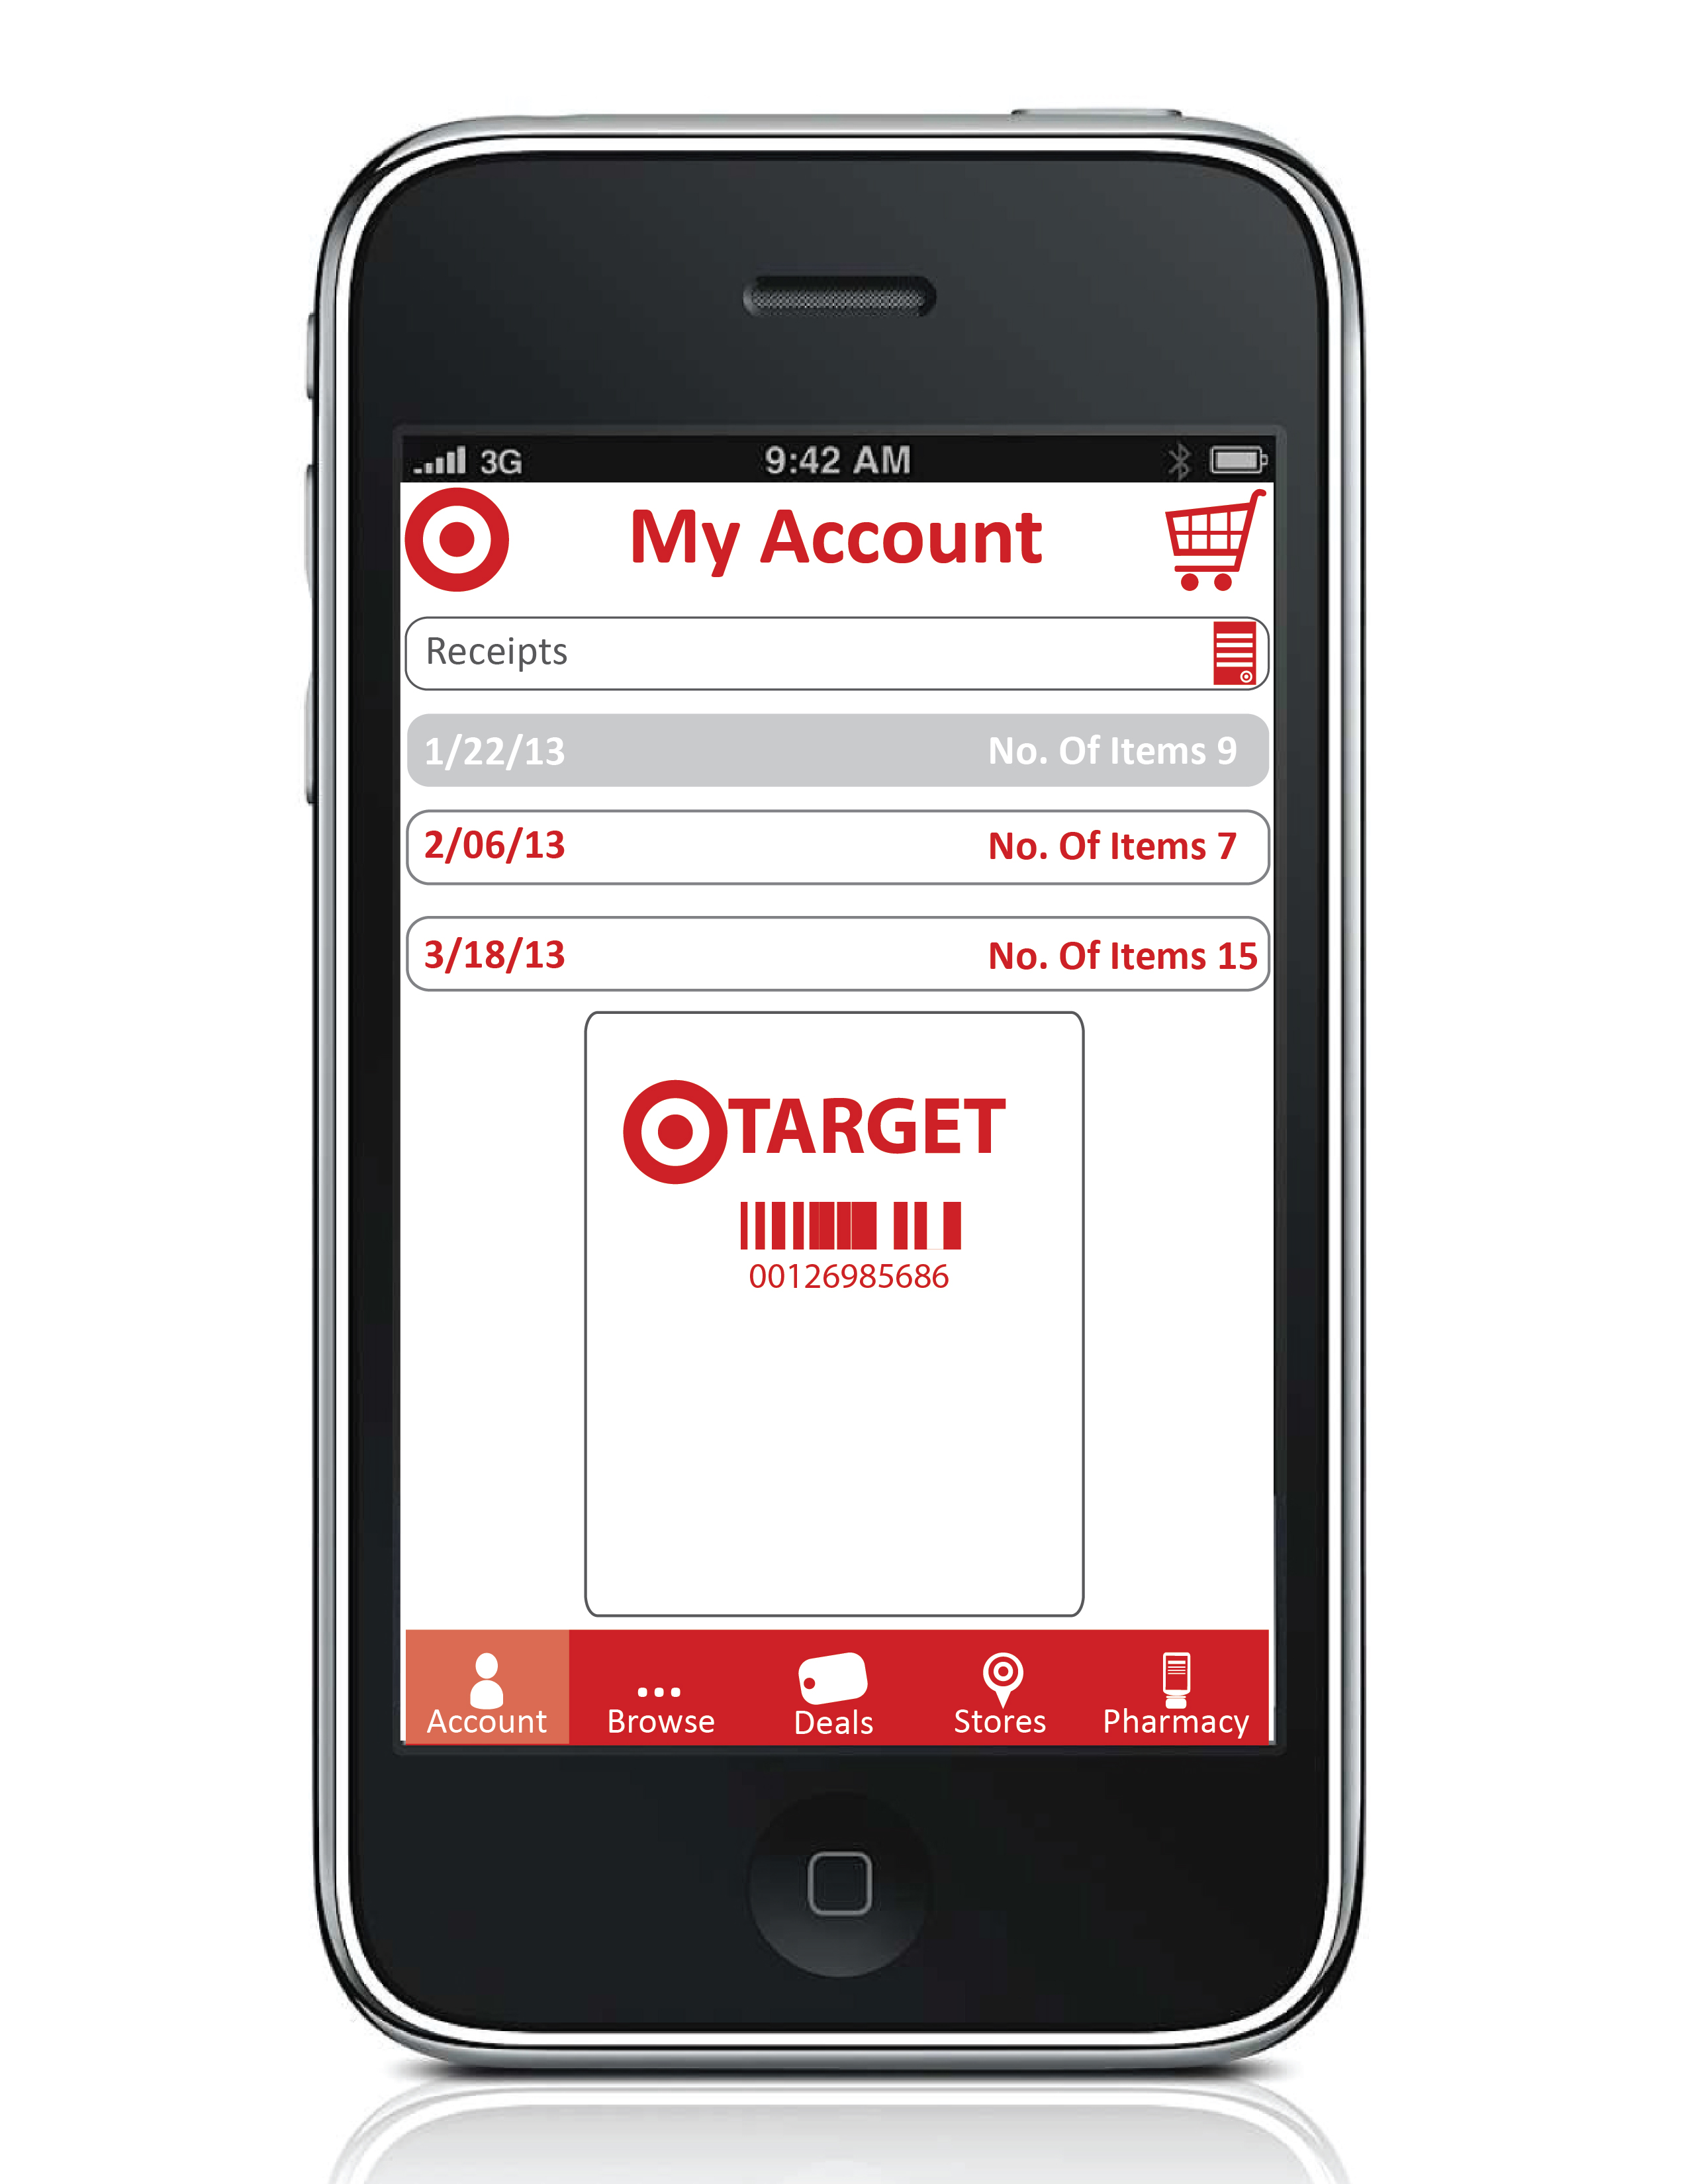 3G 9:42 AM
My Account
Receipts
1/22/13 No. Of Items 9
2/06/13 No. Of Items 7
3/18/13 No. Of Items 15
TARGET
00126985686
Account Browse Deals Stores Pharmacy